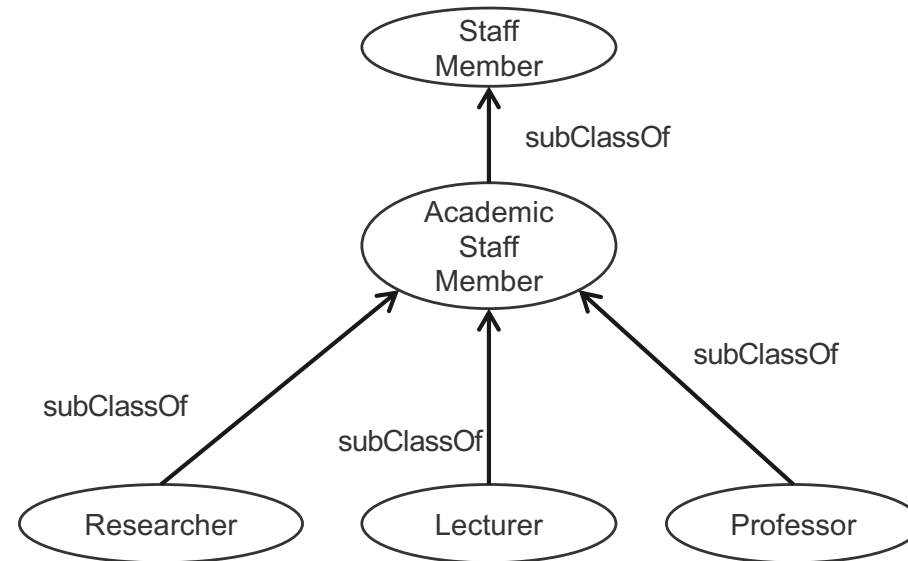 Staff
Member
subClassOf
Academic
Staff
Member
subClassOf
subClassOf
subClassOf
Researcher
Lecturer
Professor